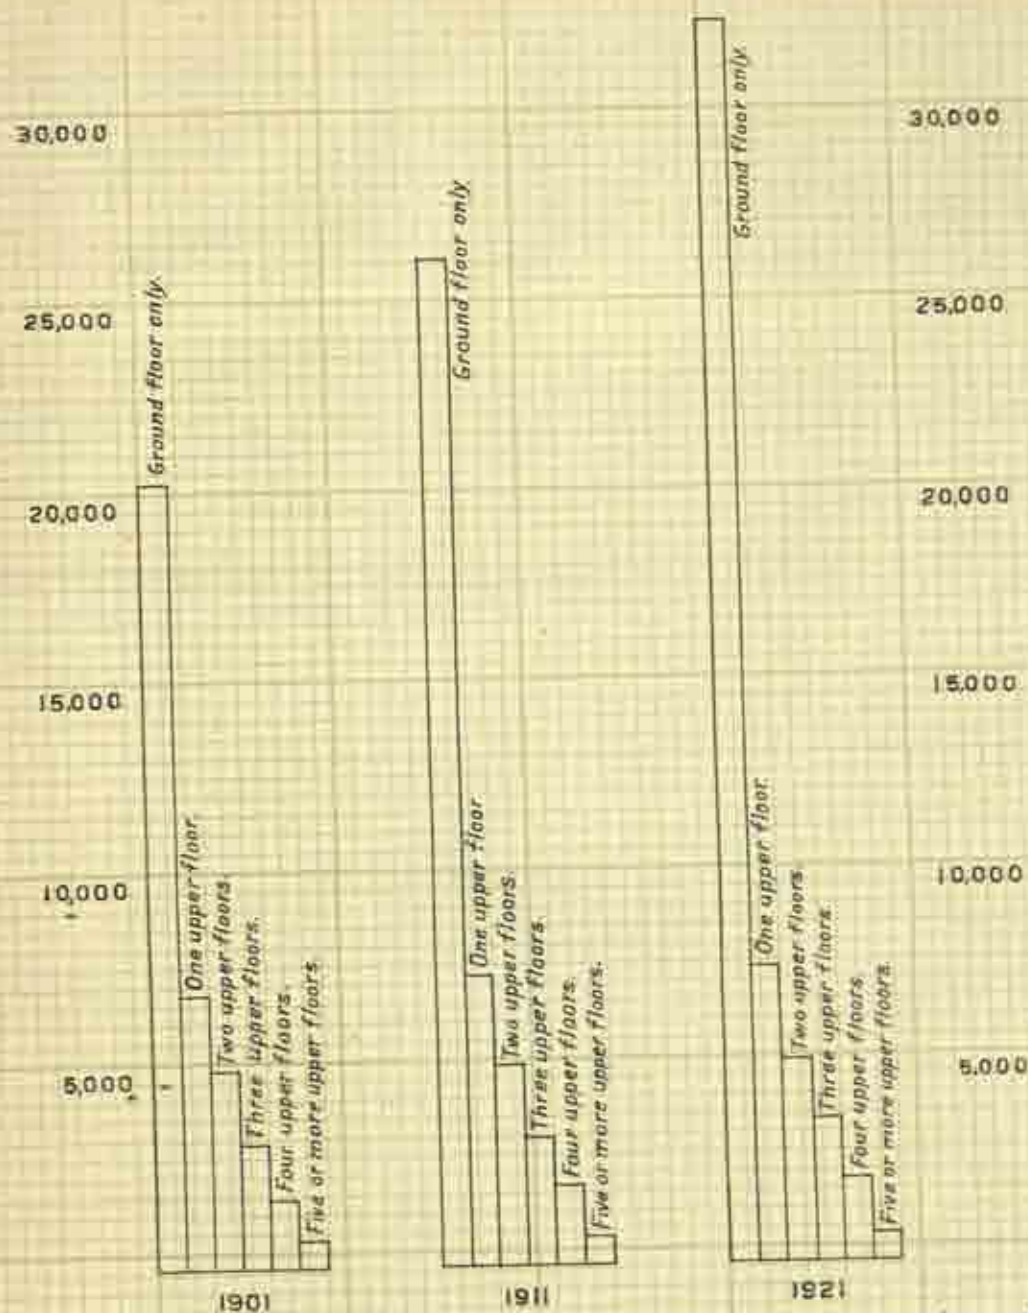 30,000
25,000
20,000
15,000
10,000
5,000
Ground floor only.
One upper floor.
Two upper floors.
Three upper floors.
Four upper floors.
Five or more upper floors
1901
Ground floor only
One upper floor
Two upper floors.
Three upper floors.
Four upper floors.
Five or more upper floors.
1911
Ground floor only.
One upper floor.
Two upper floors.
Three upper floors.
Four upper floors
Five or more upper floors.
1921
30,000
25,000
20,000
15,000
10,000
5,000